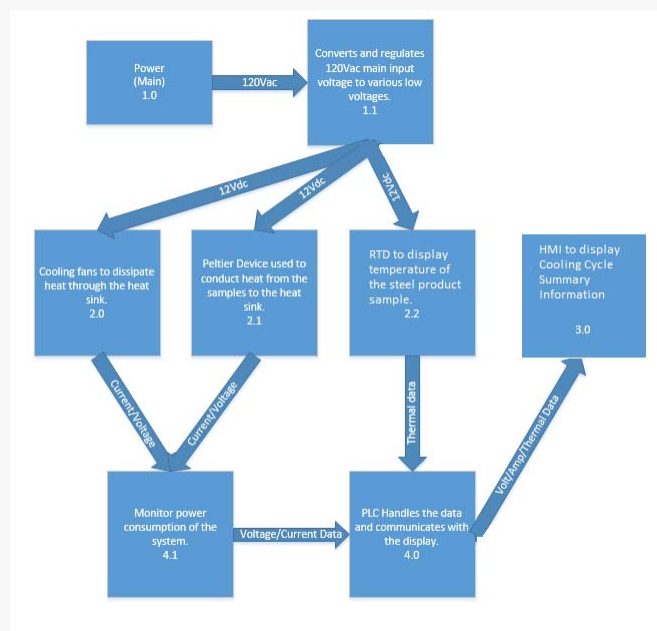 Power
(Main)
1.0
120Vac
Converts and regulates
120Vac main input
voltage to various low
voltages.
1.1
12Vdc
12Vdc
12Vdc
Cooling fans to dissipate
heat through the heat
sink.
2.0
Peltier Device used to
conduct heat from the
samples to the heat
sink.
2.1
RTD to display
temperature of
the steel product
sample.
2.2
HMI to display
Cooling Cycle
Summary
Information
3.0
Current/Voltage
Current/Voltage
Thermal data
Volt/Amp/Thermal Data
Monitor power
consumption of the
system.
4.1
Voltage/Current Data
PLC Handles the data
and communicates with
the display.
4.0